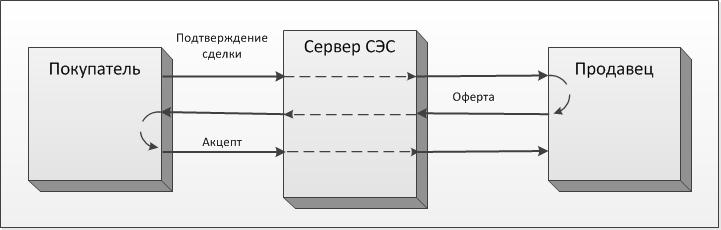 Подтверждение
сделки
Сервер СЭС
Покупатель
Продавец
Оферта
Акцепт